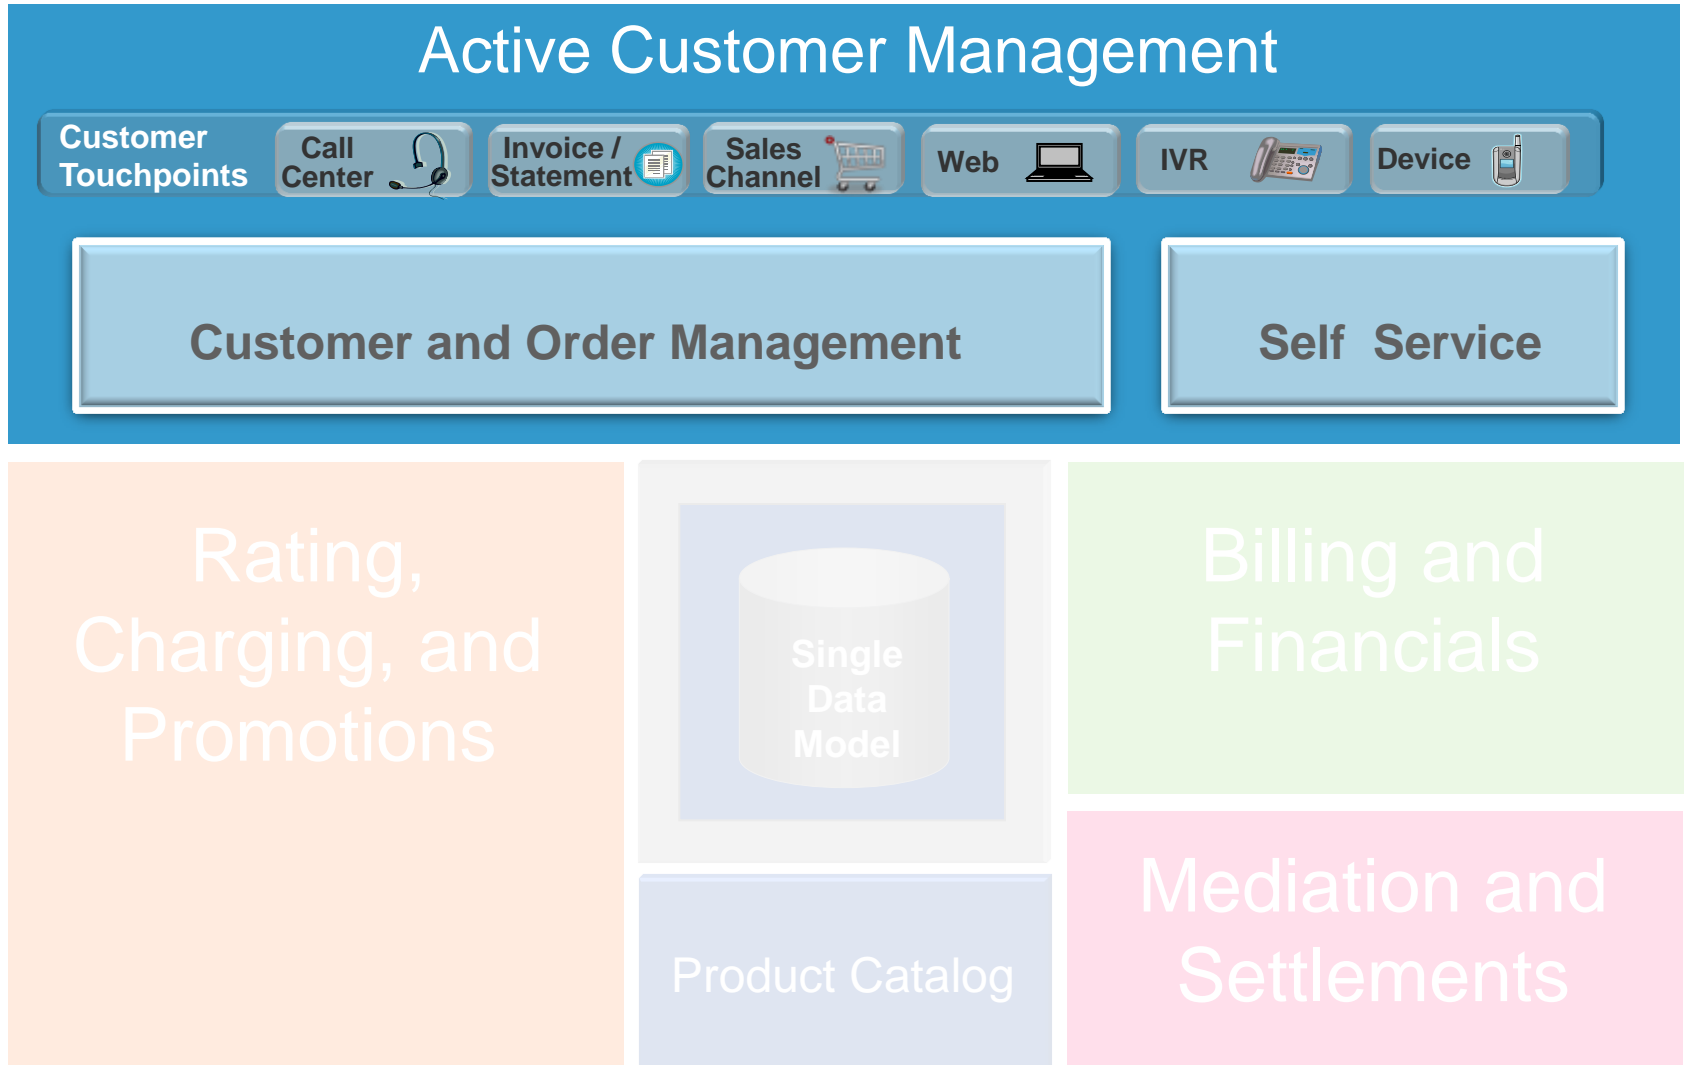 Active Customer Management
Customer
Touchpoints
Call
Center
Invoice /
Statement
Sales
Channel
Web
IVR
Device
Customer and Order Management
Self Service
Rating,
Charging, and
Promotions
Single
Data
Model
Billing and
Financials
Product Catalog
Mediation and
Settlements